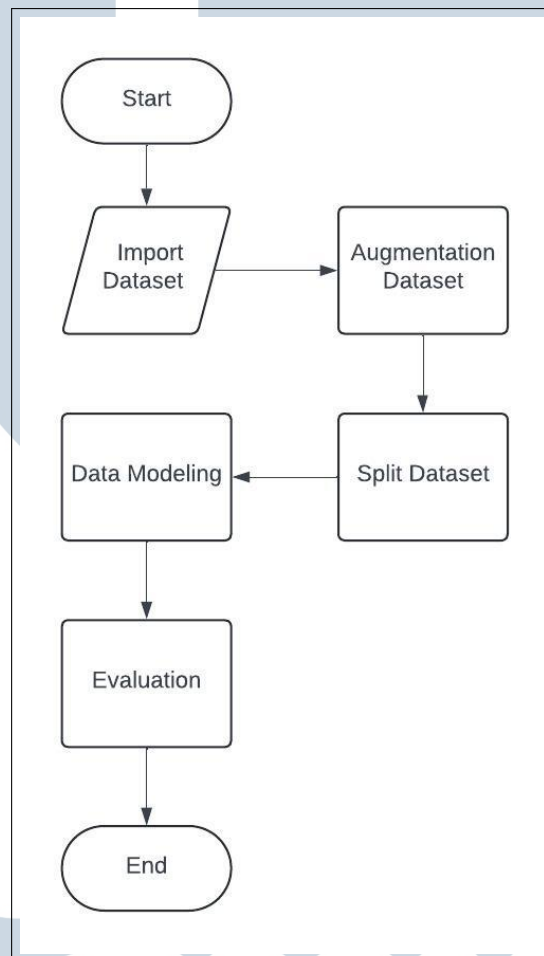 Start
Import
Dataset
Augmentation
Dataset
Split Dataset
Data Modeling
Evaluation
End